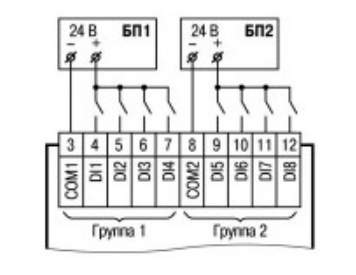 24 В БП1
− +
24 В БП2
− +
3 4 5 6 7 8 9 10 11 12
COM1 DI1 DI2 DI3 DI4 COM2 DI5 DI6 DI7 DI8
Группа 1 Группа 2